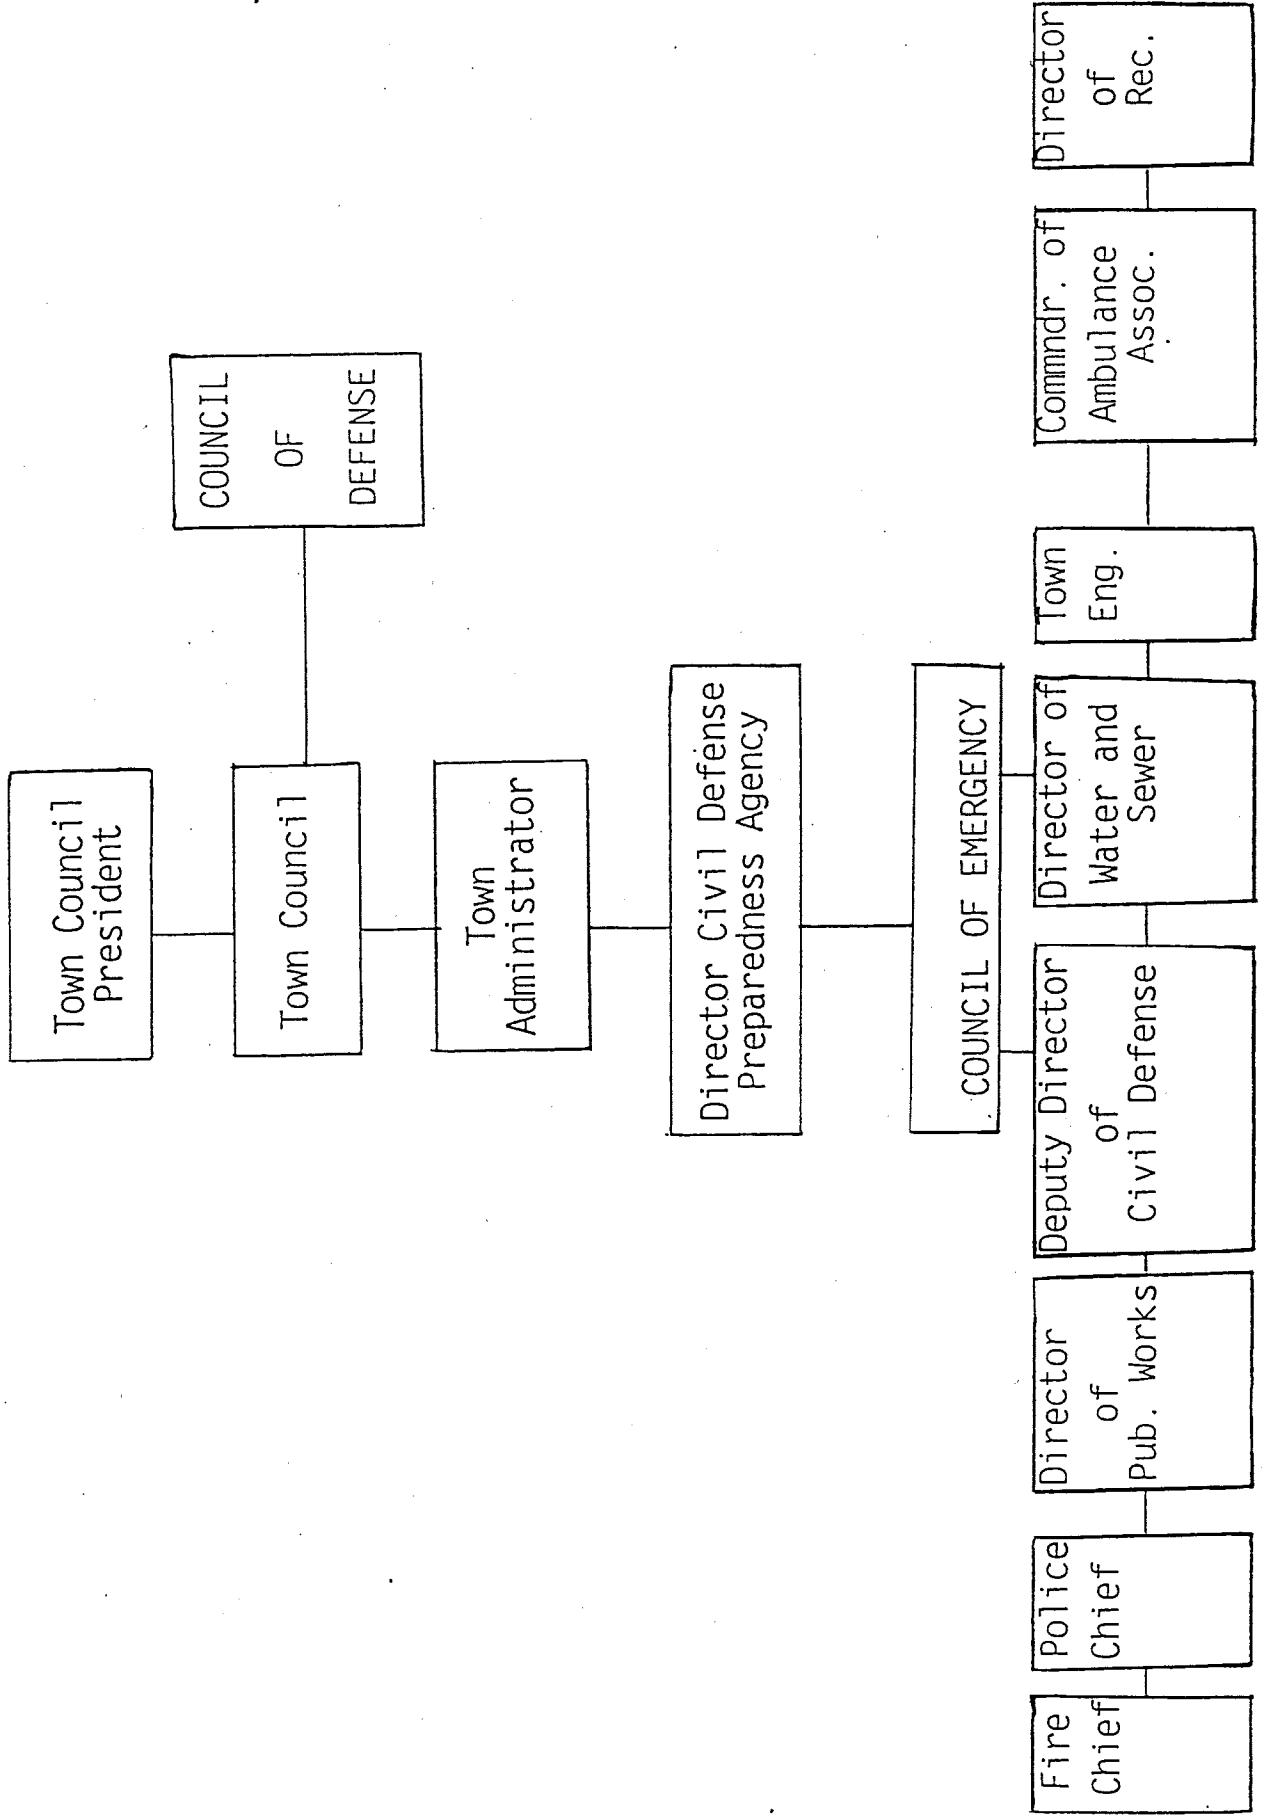 Town Council
President
COUNCIL
OF
DEFENSE
Town Council
Town
Administrator
Director Civil Defense
Preparedness Agency
COUNCIL OF EMERGENCY
Fire
Chief
Police
Chief
Director
of
Pub. Works
Deputy Director
of
Civil Defense
Director of
Water and
Sewer
Town
Eng.
Commndr. of
Ambulance
Assoc.
Director
of
Rec.